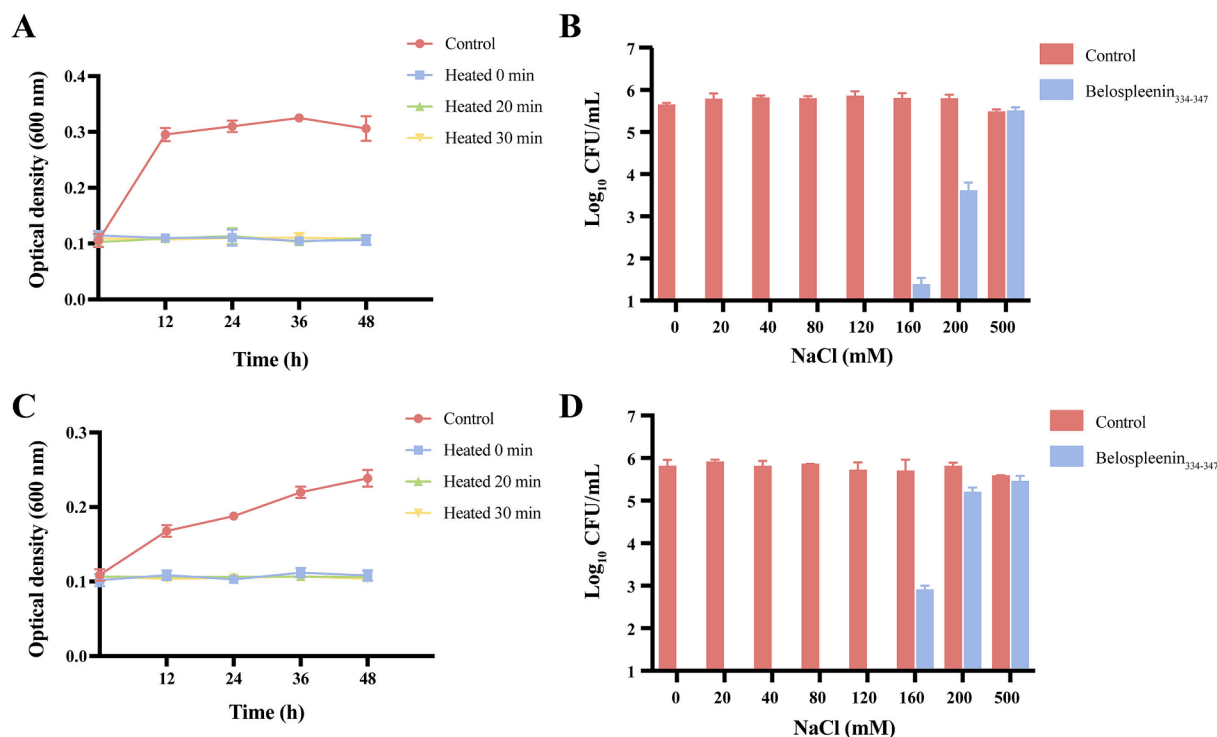 A
Control
Heated 0 min
Heated 20 min
Heated 30 min
0.4
0.3
0.2
0.1
0.0
Optical density (600 nm)
12 24 36 48
Time (h)
B
Control
Belospleenin334-347
7
6
5
4
3
2
1
Log10 CFU/mL
0 20 40 80 120 160 200 500
NaCl (mM)
C
Control
Heated 0 min
Heated 20 min
Heated 30 min
0.3
0.2
0.1
0.0
Optical density (600 nm)
12 24 36 48
Time (h)
D
Control
Belospleenin334-347
7
6
5
4
3
2
1
Log10 CFU/mL
0 20 40 80 120 160 200 500
NaCl (mM)